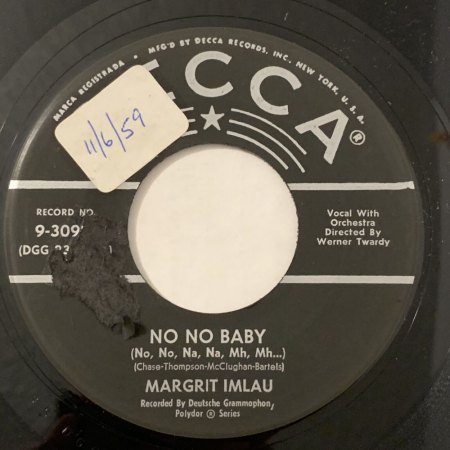 MARCA REGISTRADA • MFG'D BY DECCA RECORDS, INC., NEW YORK, U. S. A.
ECCA®
11/6/59
RECORD NO.
Vocal With
Orchestra
Directed By
Werner Twardy
(DGG
NO NO BABY
(No, No, Na, Na, Mh, Mh...)
(Chase-Thompson-McClughan-Bartels)
MARGRIT IMLAU
Recorded By Deutsche Grammophon,
Polydor ® Series